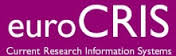 euroCRIS
Current Research Information Systems